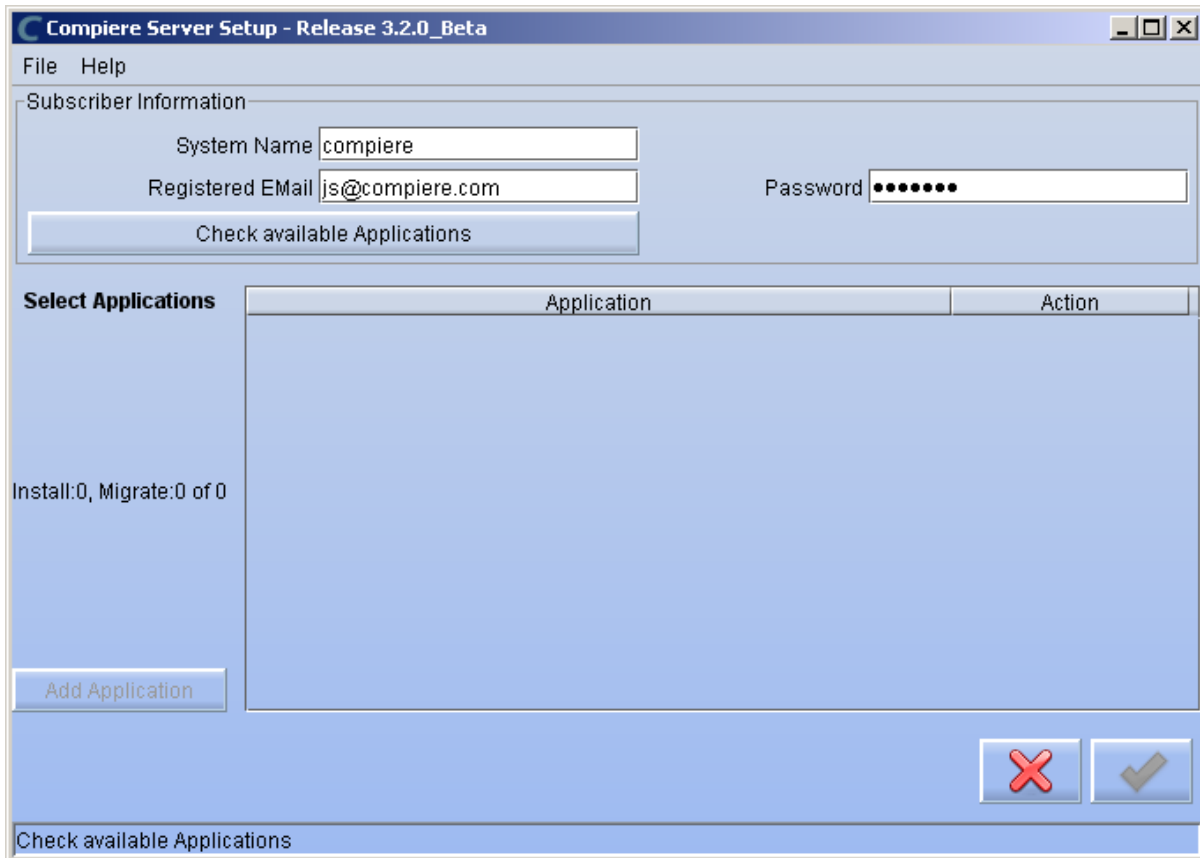 Compiere Server Setup - Release 3.2.0_Beta
File Help
Subscriber Information
System Name compiere
Registered EMail js@compiere.com Password •••••••
Check available Applications
Select Applications Application Action
Install:0, Migrate:0 of 0
Add Application
Check available Applications